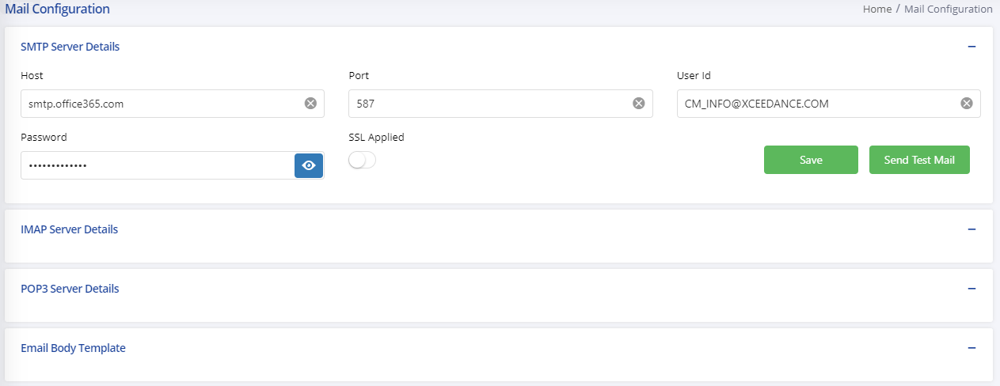 Mail Configuration
Home / Mail Configuration
SMTP Server Details
Host
Port
User Id
smtp.office365.com
587
CM_INFO@XCEEDANCE.COM
Password
SSL Applied
•••••••••••••
Save
Send Test Mail
IMAP Server Details
POP3 Server Details
Email Body Template